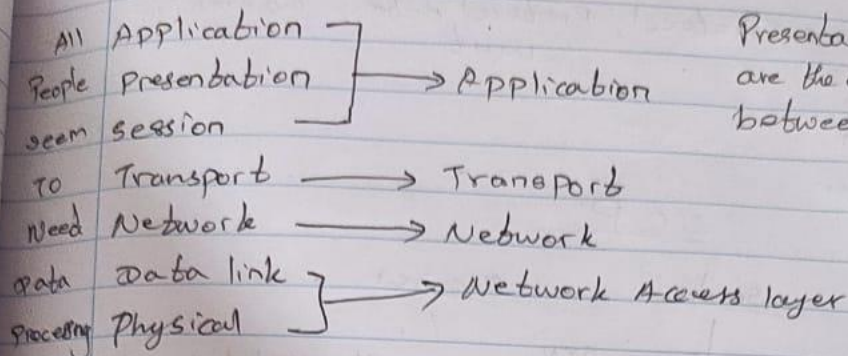 All Application
People Presentation → Application
seem session
TO Transport → Transport
Need Network → Network
Data Data link → Network Access layer
Processing Physical
Presenta
are the
betwee